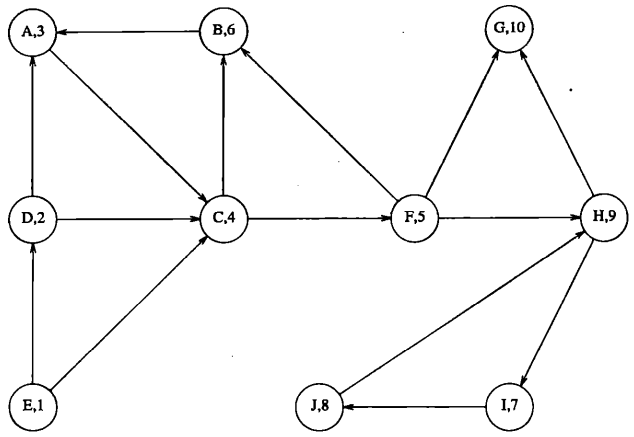 A,3
B,6
G,10
D,2
C,4
F,5
H,9
E,1
J,8
I,7